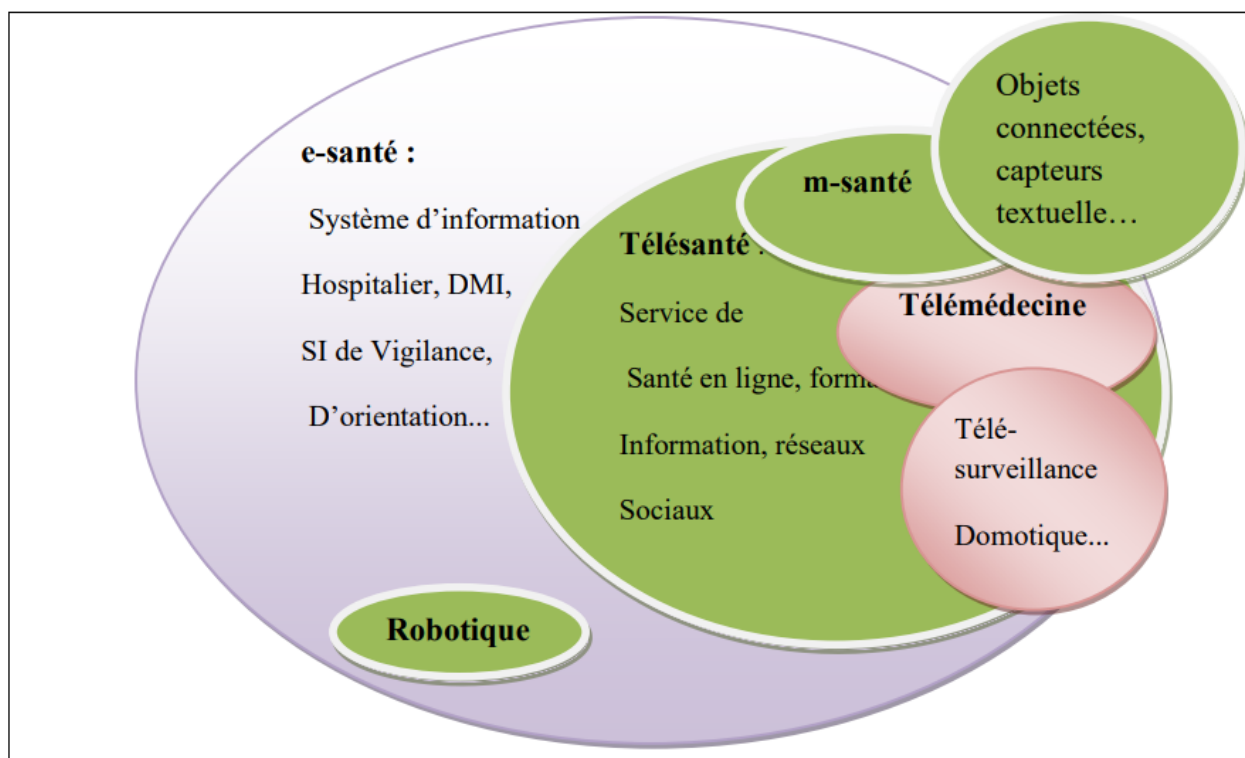 e-santé :
Système d’information
Hospitalier, DMI,
SI de Vigilance,
D’orientation...
Robotique
Télésanté :
Service de
Santé en ligne,
Information, réseaux
Sociaux
m-santé
Objets
connectées,
capteurs
textuelle…
Télémédecine
Télé-
surveillance
Domotique...